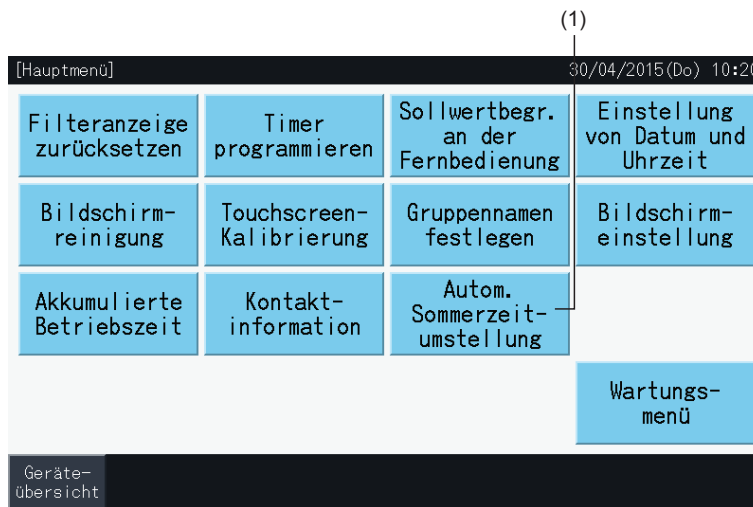 (1)
[Hauptmenü] 30/04/2015(Do) 10:20
Filteranzeige
zurücksetzen
Timer
programmieren
Sollwertbegr.
an der
Fernbedienung
Einstellung
von Datum und
Uhrzeit
Bildschirm-
reinigung
Touchscreen-
Kalibrierung
Gruppennamen
festlegen
Bildschirm-
einstellung
Akkumulierte
Betriebszeit
Kontakt-
information
Autom.
Sommerzeit-
umstellung
Wartungs-
menü
Geräte-
übersicht